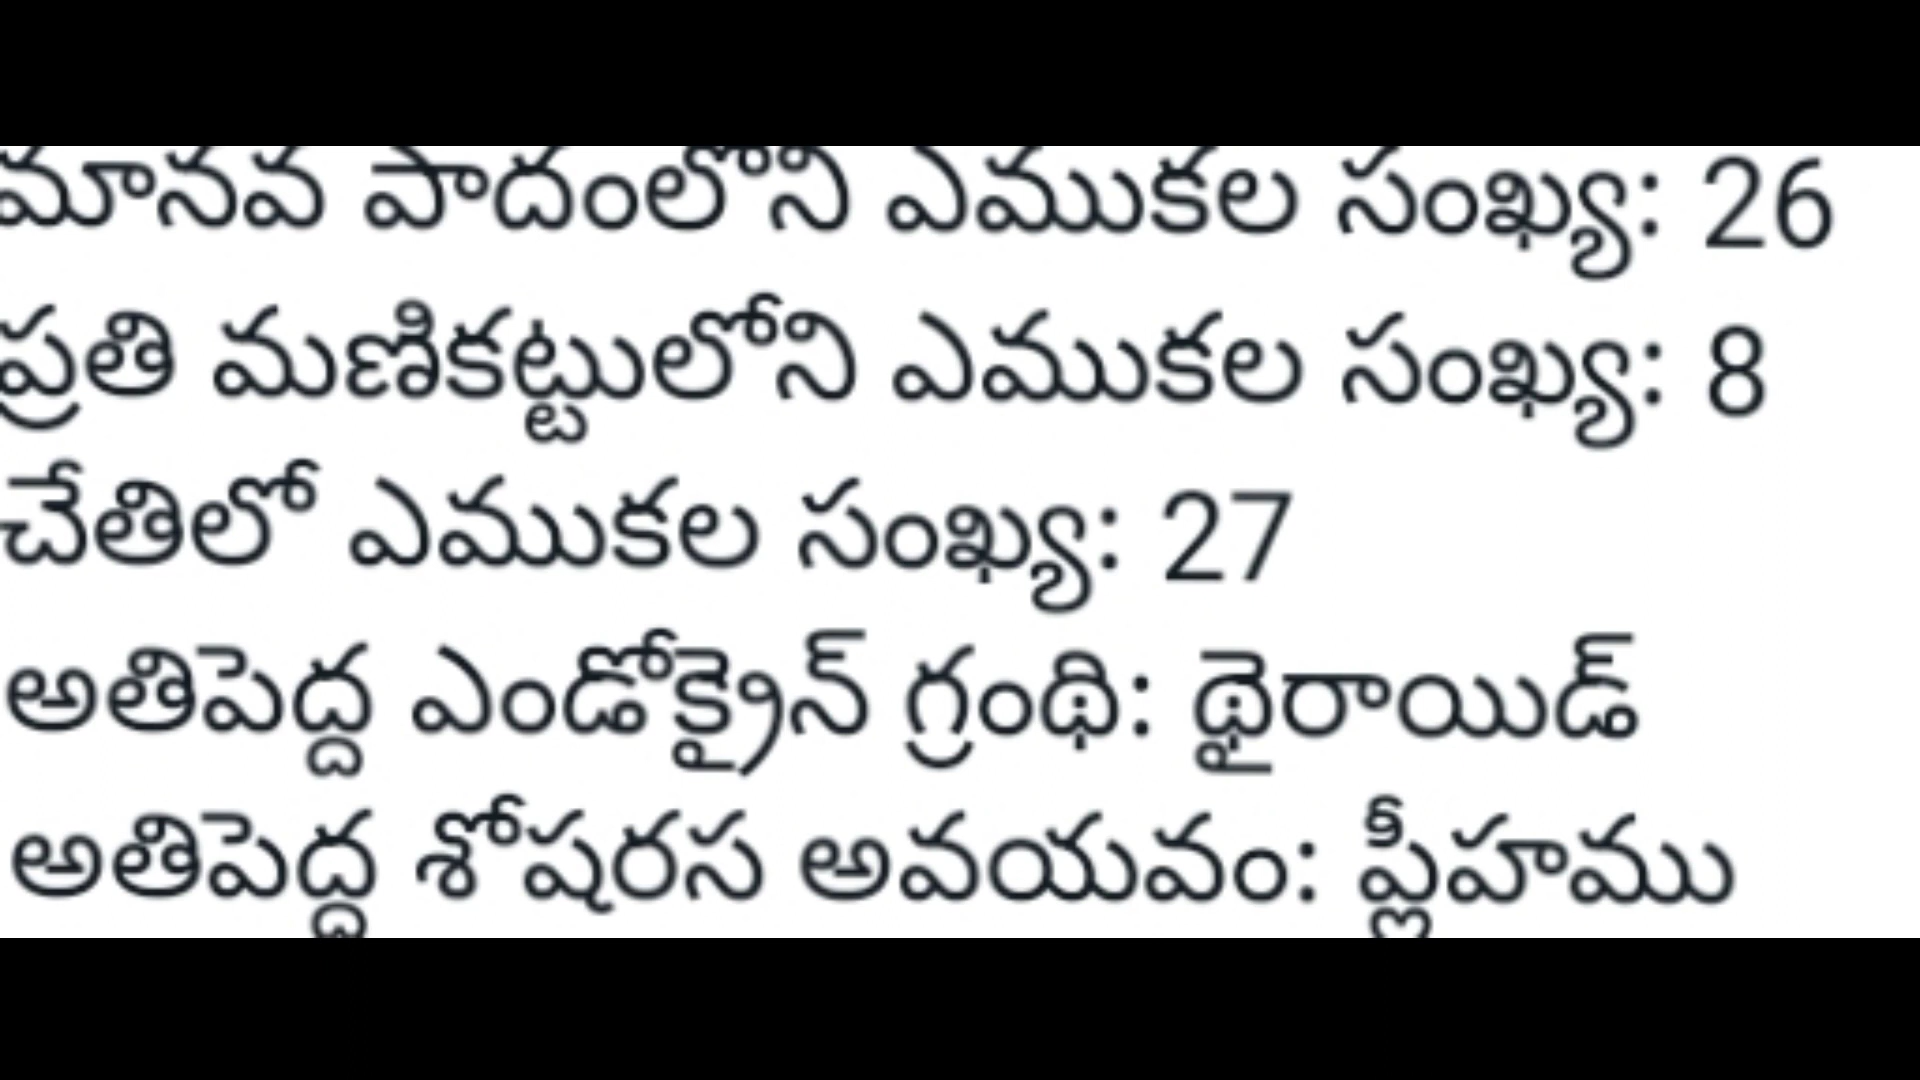 మానవ పాదంలోని ఎముకల సంఖ్య: 26
ప్రతి మణికట్టులోని ఎముకల సంఖ్య: 8
చేతిలో ఎముకల సంఖ్య: 27
అతిపెద్ద ఎండోక్రైన్ గ్రంథి: థైరాయిడ్
అతిపెద్ద శోషరస అవయవం: ప్లీహము